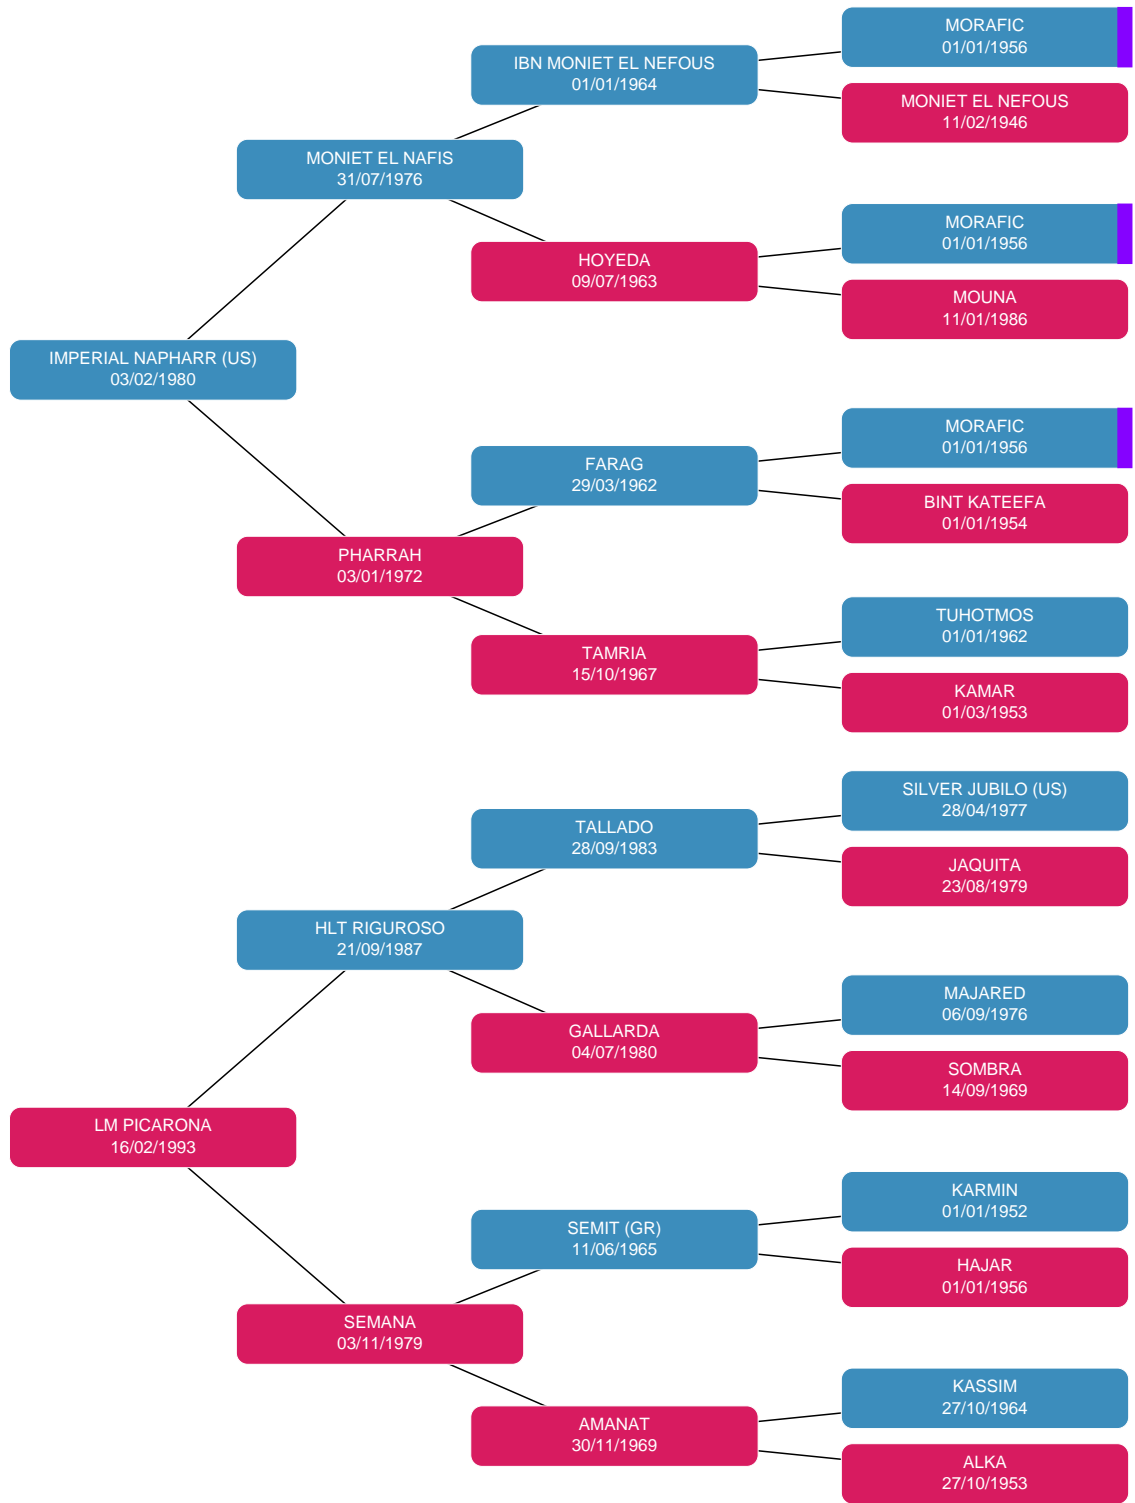 MORAFIC
01/01/1956
IBN MONIET EL NEFOUS
01/01/1964
MONIET EL NEFOUS
11/02/1946
MONIET EL NAFIS
31/07/1976
MORAFIC
01/01/1956
HOYEDA
09/07/1963
MOUNA
11/01/1986
IMPERIAL NAPHARR (US)
03/02/1980
MORAFIC
01/01/1956
FARAG
29/03/1962
BINT KATEEFA
01/01/1954
PHARRAH
03/01/1972
TUHOTMOS
01/01/1962
TAMRIA
15/10/1967
KAMAR
01/03/1953
SILVER JUBILO (US)
28/04/1977
TALLADO
28/09/1983
JAQUITA
23/08/1979
HLT RIGUROSO
21/09/1987
MAJARED
06/09/1976
GALLARDA
04/07/1980
SOMBRA
14/09/1969
LM PICARONA
16/02/1993
KARMIN
01/01/1952
SEMIT (GR)
11/06/1965
HAJAR
01/01/1956
SEMANA
03/11/1979
KASSIM
27/10/1964
AMANAT
30/11/1969
ALKA
27/10/1953